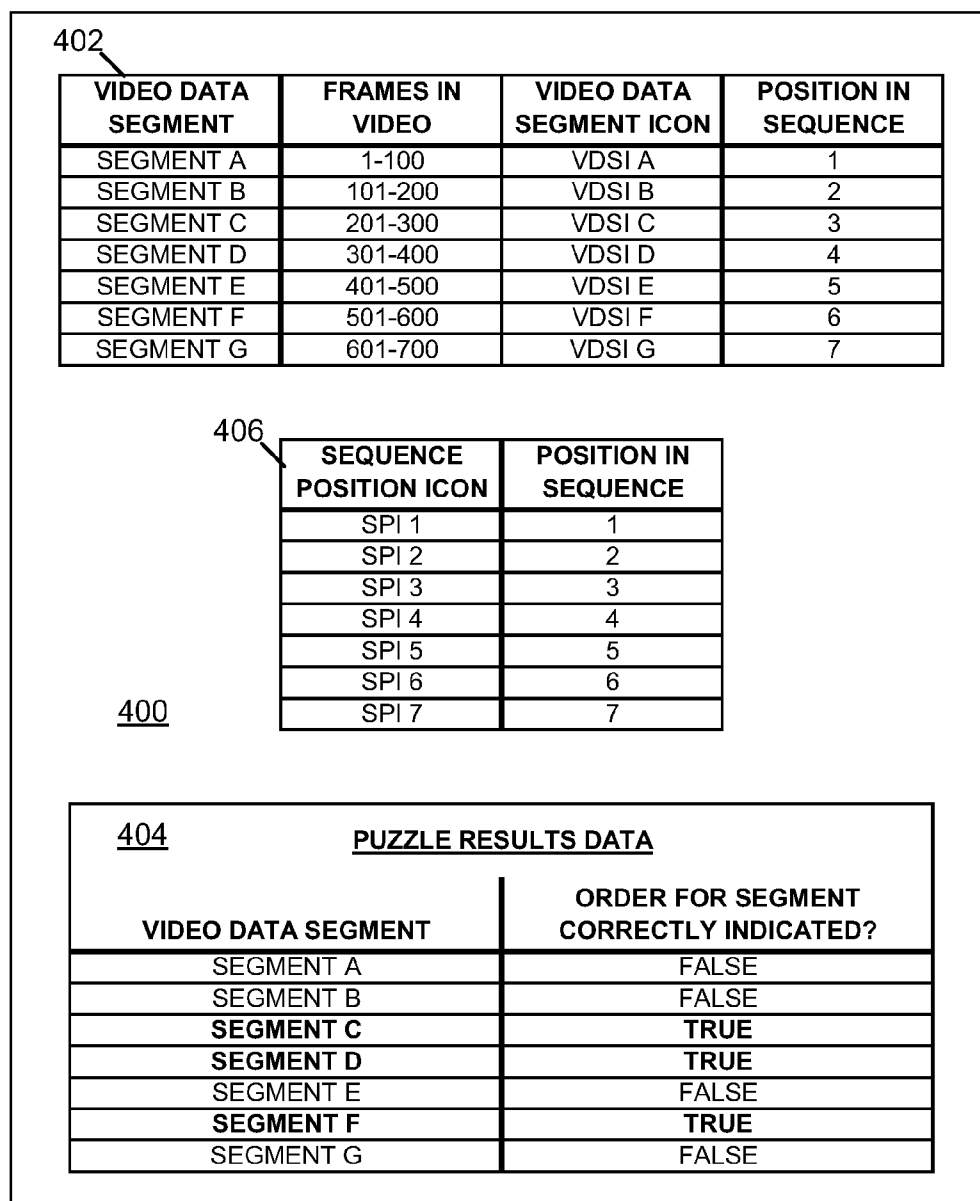 402
VIDEO DATA SEGMENT FRAMES IN VIDEO VIDEO DATA SEGMENT ICON POSITION IN SEQUENCE
SEGMENT A 1-100 VDSI A 1
SEGMENT B 101-200 VDSI B 2
SEGMENT C 201-300 VDSI C 3
SEGMENT D 301-400 VDSI D 4
SEGMENT E 401-500 VDSI E 5
SEGMENT F 501-600 VDSI F 6
SEGMENT G 601-700 VDSI G 7
406
SEQUENCE POSITION ICON POSITION IN SEQUENCE
SPI 1 1
SPI 2 2
SPI 3 3
SPI 4 4
SPI 5 5
SPI 6 6
SPI 7 7
400
404 PUZZLE RESULTS DATA
VIDEO DATA SEGMENT ORDER FOR SEGMENT CORRECTLY INDICATED?
SEGMENT A FALSE
SEGMENT B FALSE
SEGMENT C TRUE
SEGMENT D TRUE
SEGMENT E FALSE
SEGMENT F TRUE
SEGMENT G FALSE